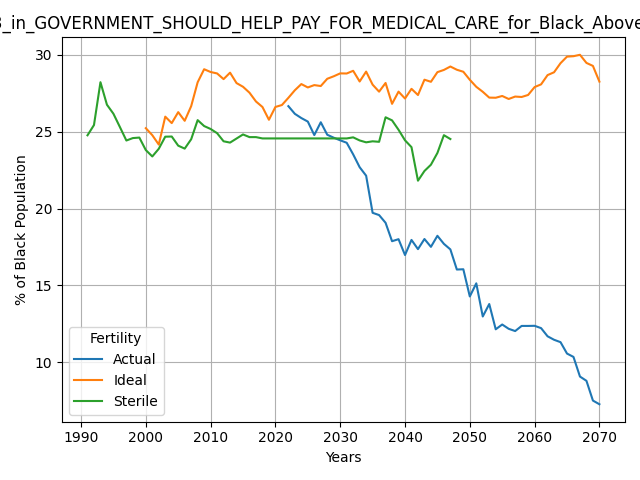 _in_GOVERNMENT_SHOULD_HELP_PAY_FOR_MEDICAL_CARE_for_Black_Above
% of Black Population
30
25
20
15
10
Fertility
Actual
Ideal
Sterile
1990 2000 2010 2020 2030 2040 2050 2060 2070
Years